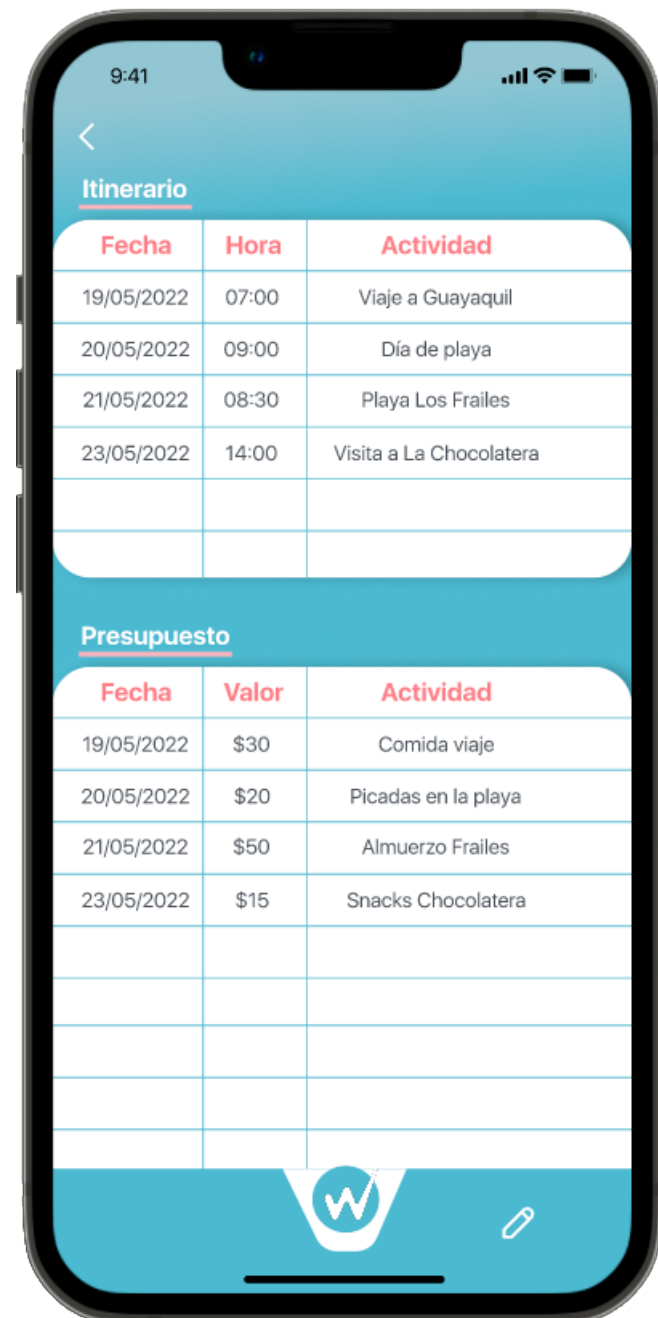 9:41
Itinerario
Fecha Hora Actividad
19/05/2022 07:00 Viaje a Guayaquil
20/05/2022 09:00 Día de playa
21/05/2022 08:30 Playa Los Frailes
23/05/2022 14:00 Visita a La Chocolatera
Presupuesto
Fecha Valor Actividad
19/05/2022 $30 Comida viaje
20/05/2022 $20 Picadas en la playa
21/05/2022 $50 Almuerzo Frailes
23/05/2022 $15 Snacks Chocolatera
W